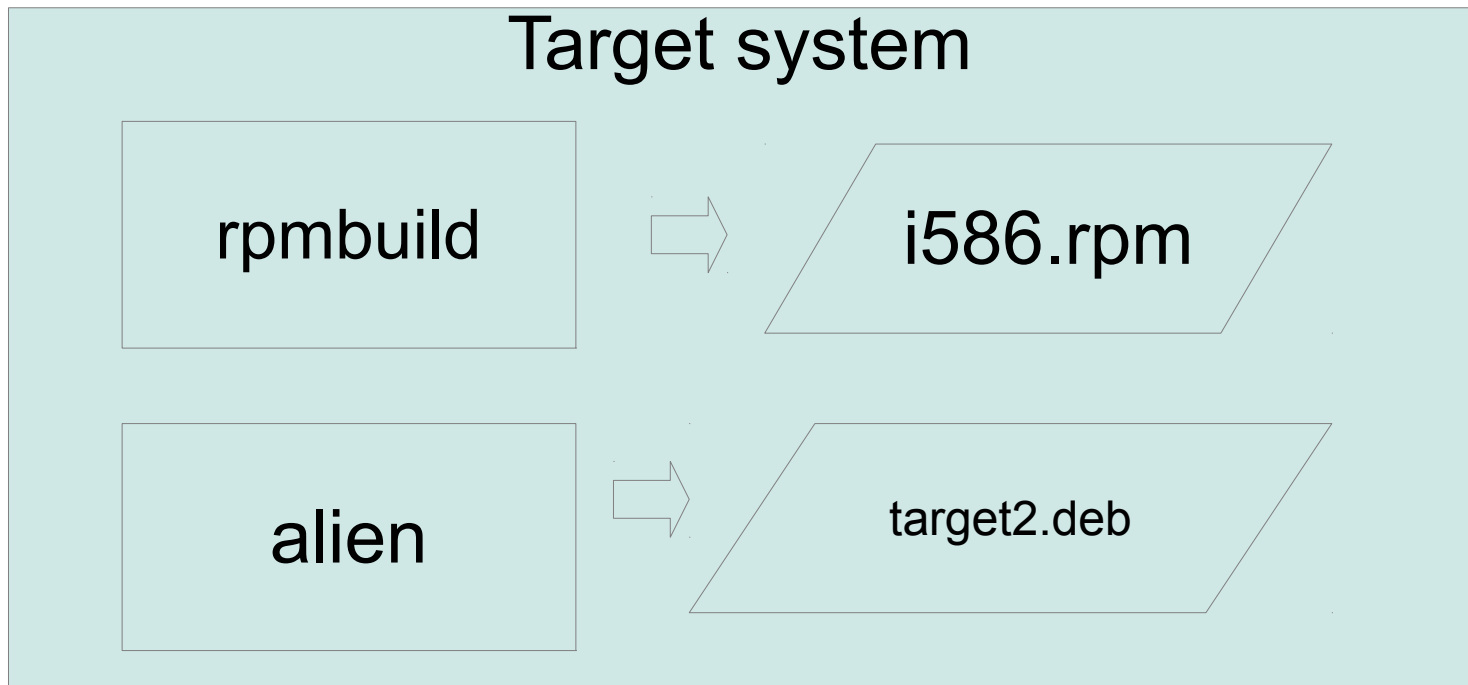 Target system
rpmbuild
i586.rpm
alien
target2.deb